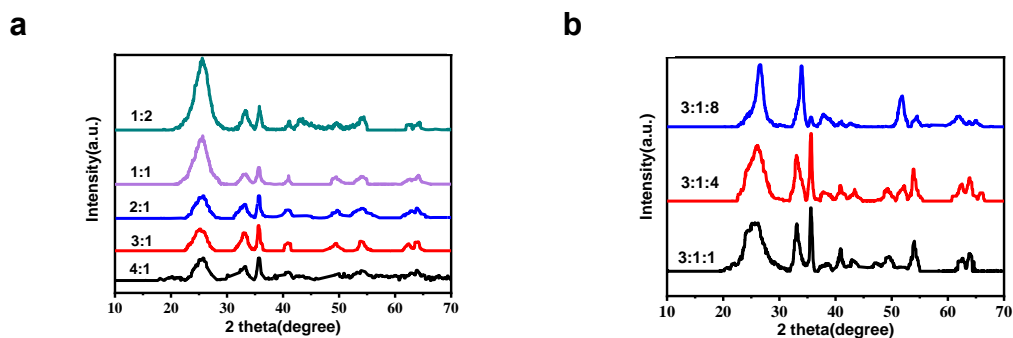 a
Intensity(a.u.)
1:2
1:1
2:1
3:1
4:1
10 20 30 40 50 60 70
2 theta(degree)
b
Intensity(a.u.)
3:1:8
3:1:4
3:1:1
10 20 30 40 50 60 70
2 theta(degree)